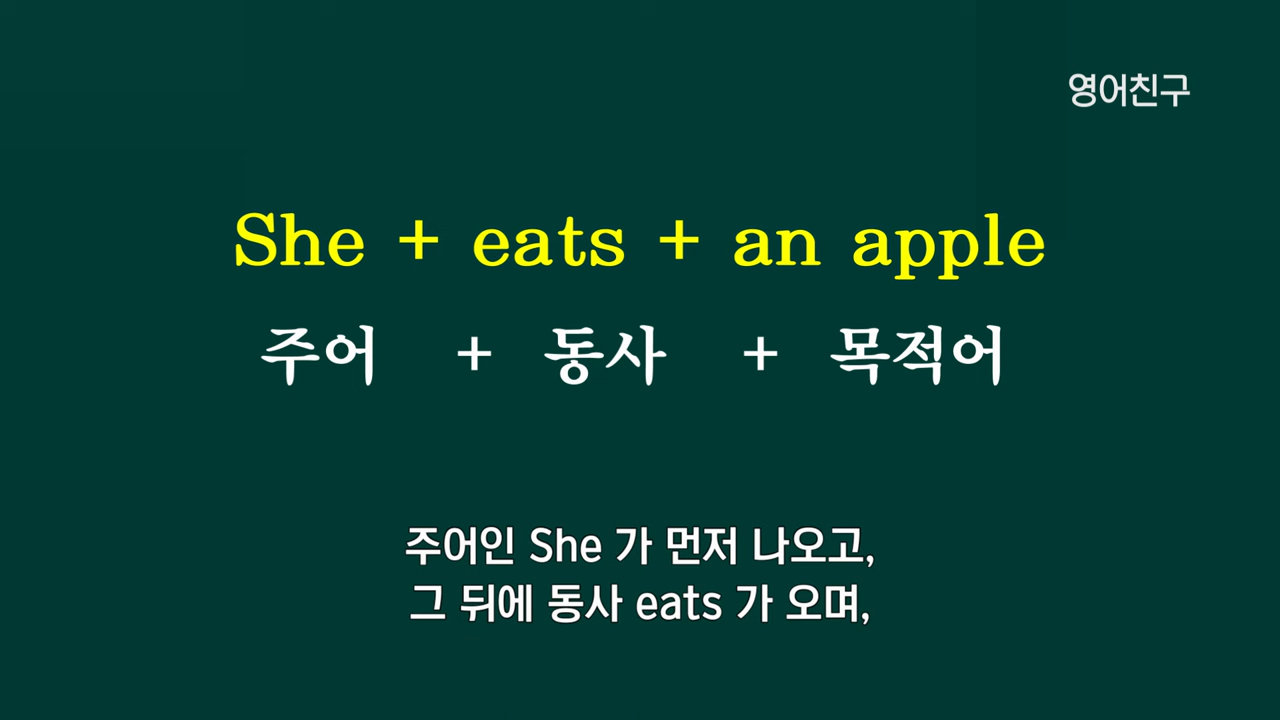 영어친구
She + eats + an apple
주어 + 동사 + 목적어
주어인 She 가 먼저 나오고,
그 뒤에 동사 eats 가 오며,